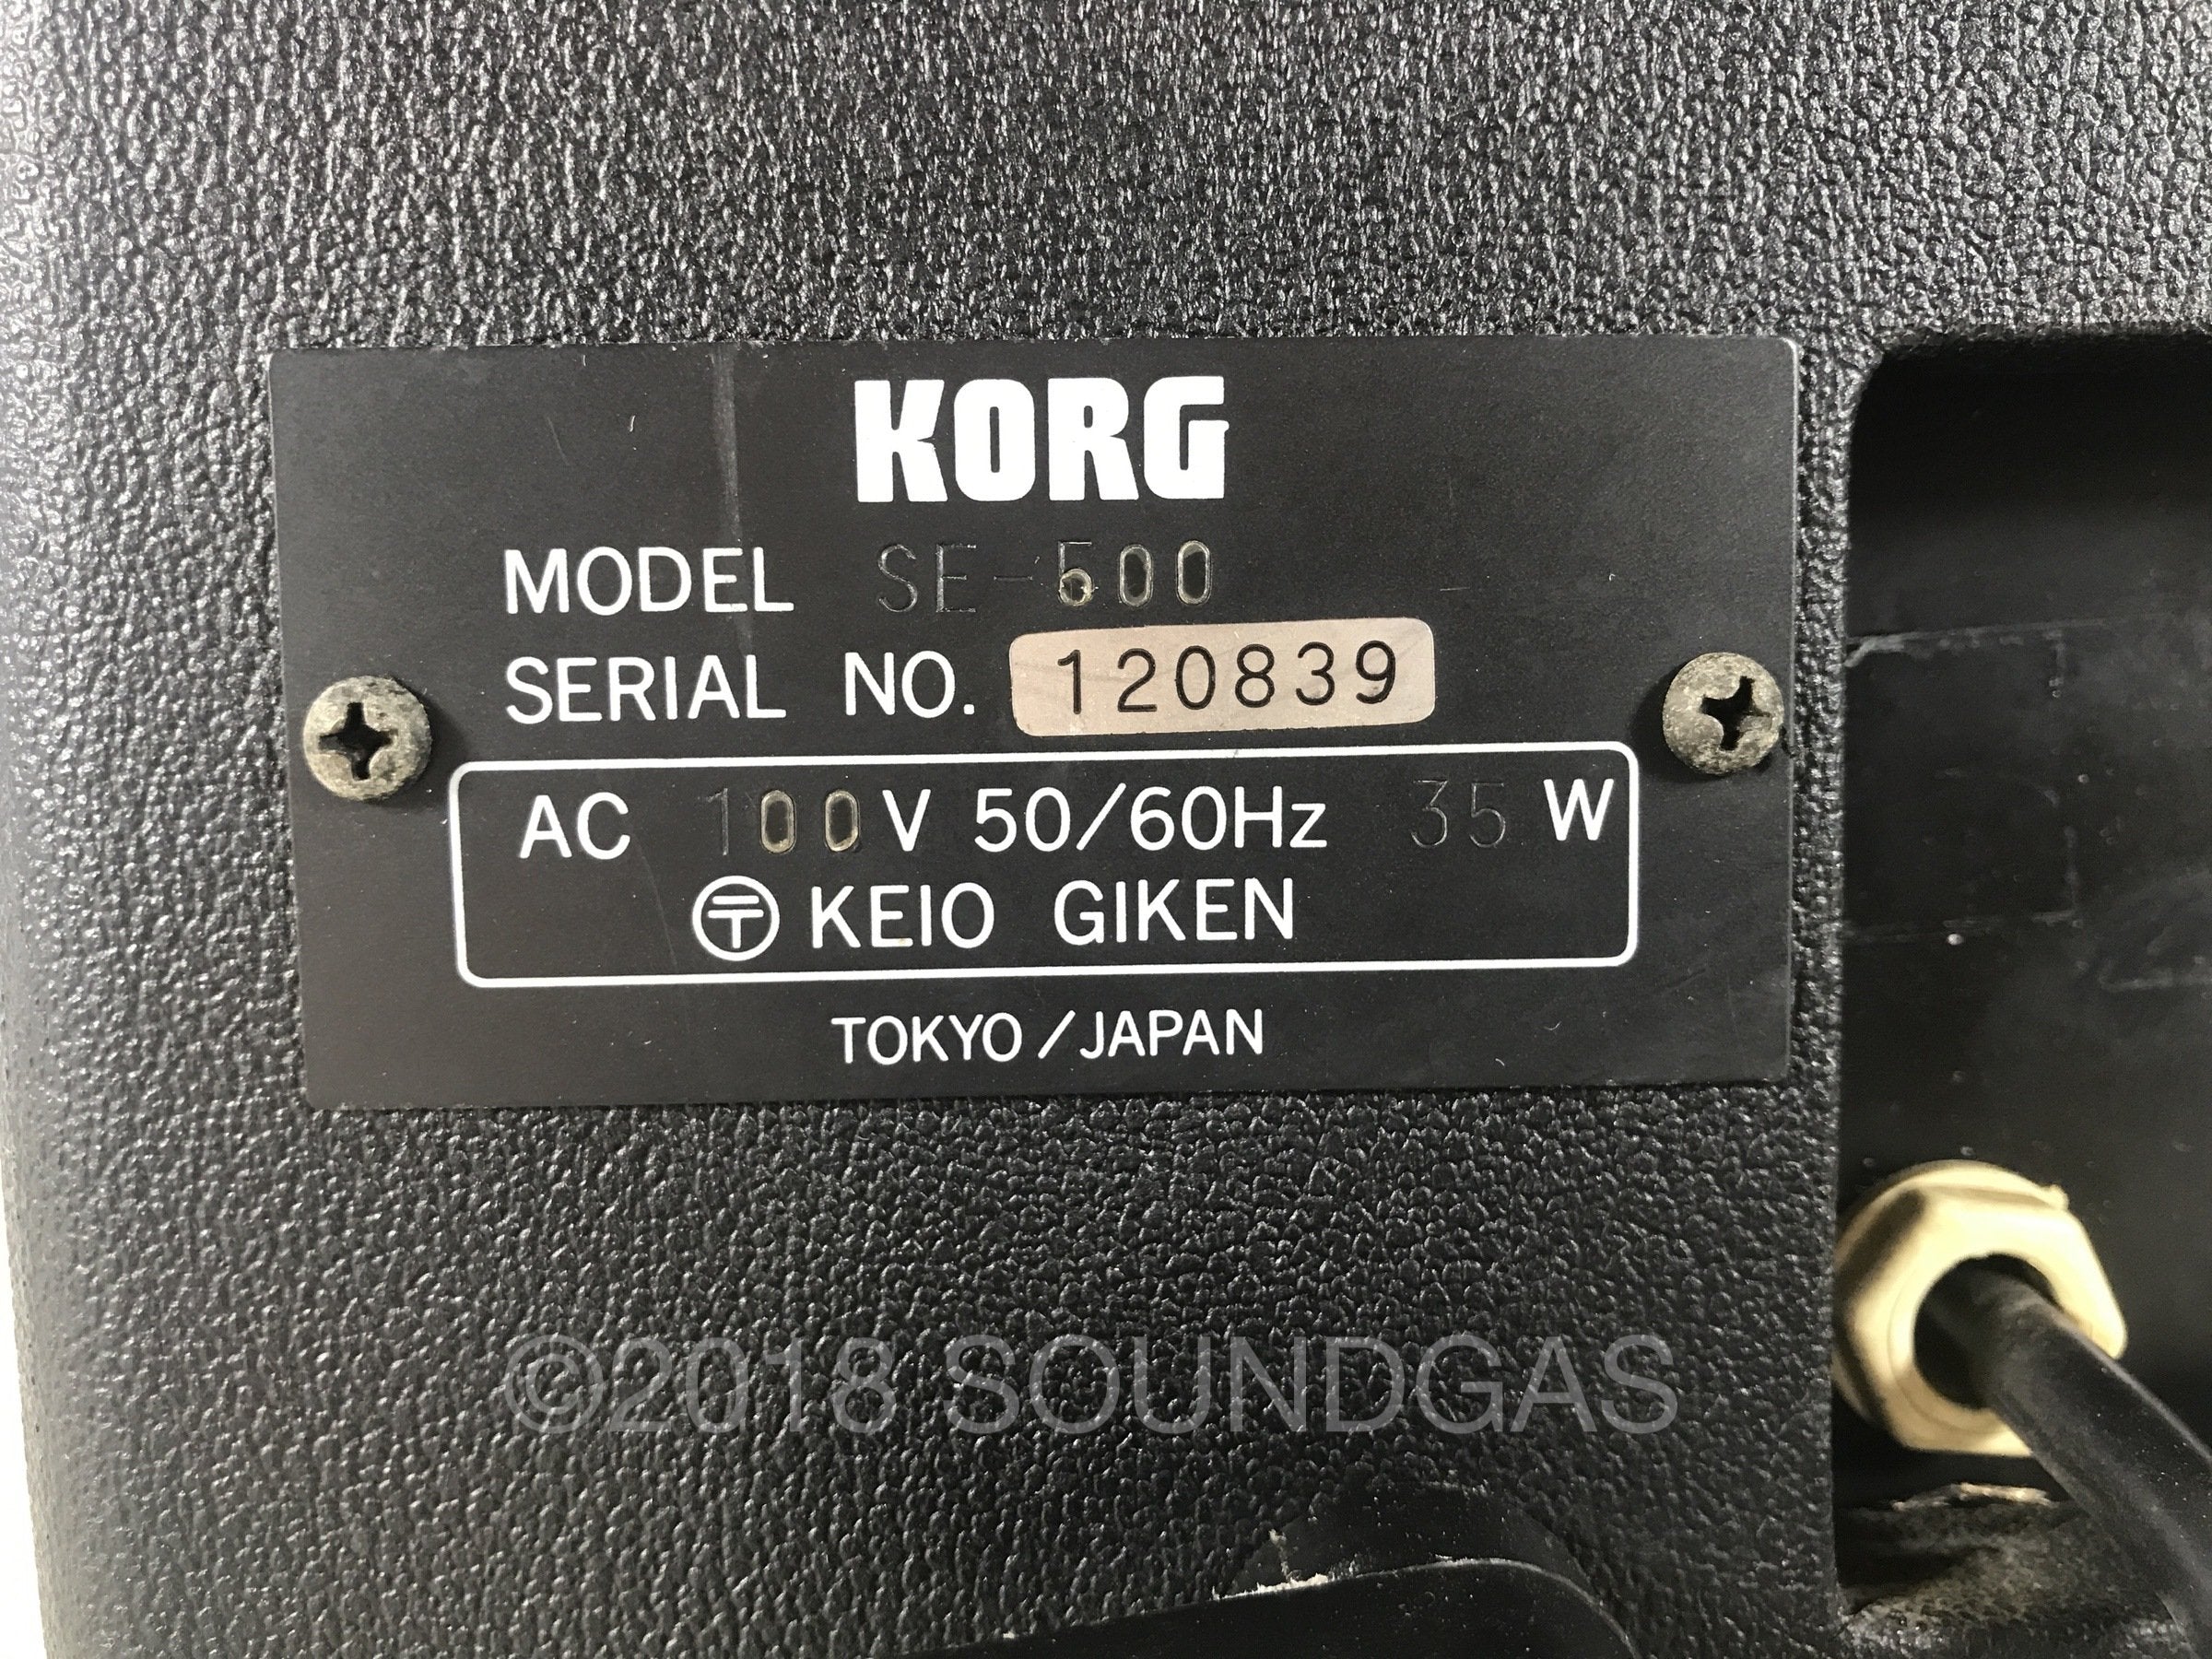 KORG
MODEL SE-500
SERIAL NO. 120839
AC 100V 50/60Hz 35 W
〶 KEIO GIKEN
TOKYO/JAPAN
©2018 SOUNDGAS